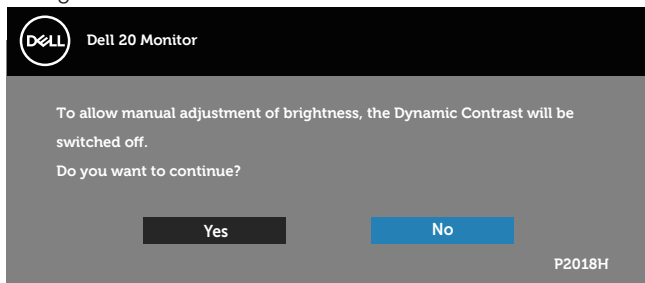 DELL
Dell 20 Monitor
To allow manual adjustment of brightness, the Dynamic Contrast will be
switched off.
Do you want to continue?
Yes
No
P2018H